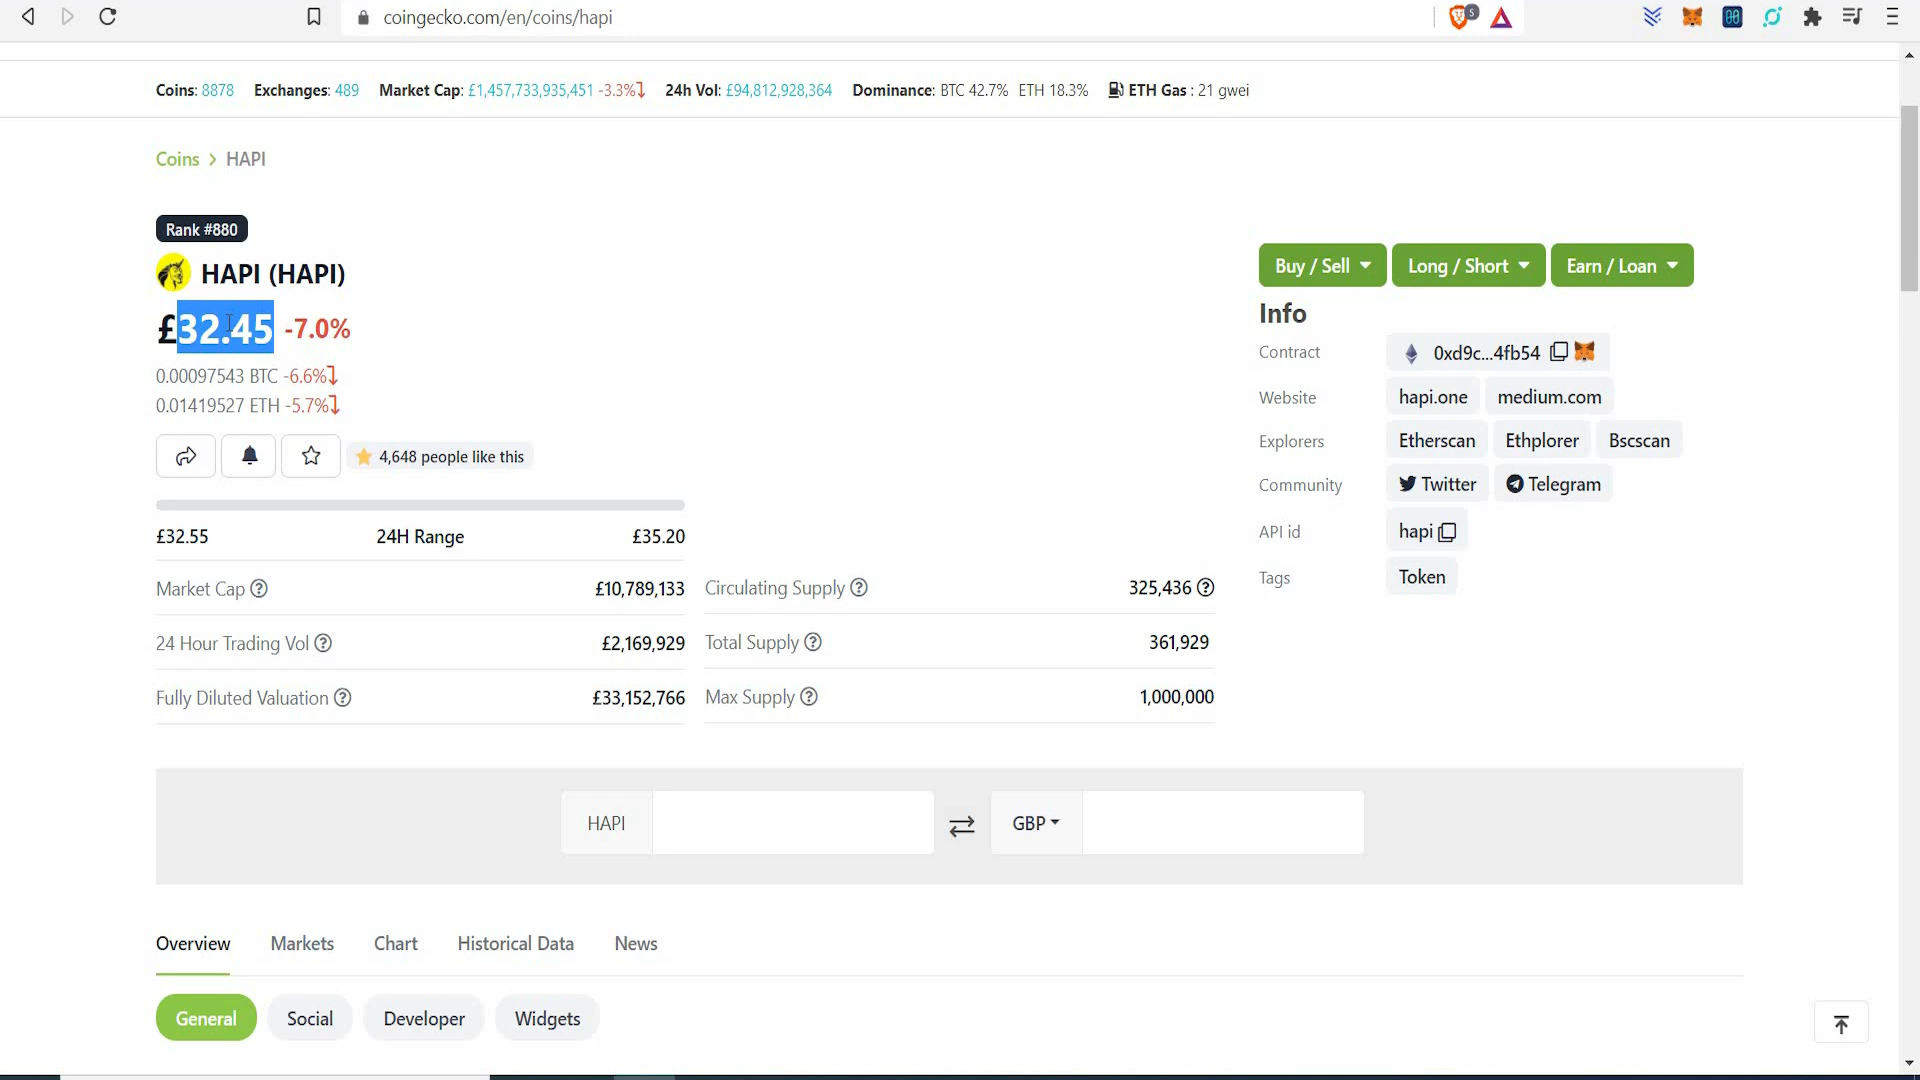 coingecko.com/en/coins/hapi
5
Coins: 8878 Exchanges: 489 Market Cap: £1,457,733,935,451 -3.3% 24h Vol: £94,812,928,364 Dominance: BTC 42.7% ETH 18.3% ETH Gas : 21 gwei
Coins > HAPI
Rank #880
HAPI (HAPI)
£32.45 -7.0%
0.00097543 BTC -6.6%
0.01419527 ETH -5.7%
4,648 people like this
£32.55 24H Range £35.20
Market Cap ? £10,789,133
24 Hour Trading Vol ? £2,169,929
Fully Diluted Valuation ? £33,152,766
Circulating Supply ? 325,436 ?
Total Supply ? 361,929
Max Supply ? 1,000,000
Buy / Sell Long / Short Earn / Loan
Info
Contract 0xd9c...4fb54
Website hapi.one medium.com
Explorers Etherscan Ethplorer Bscscan
Community Twitter Telegram
API id hapi
Tags Token
HAPI GBP
Overview Markets Chart Historical Data News
General Social Developer Widgets